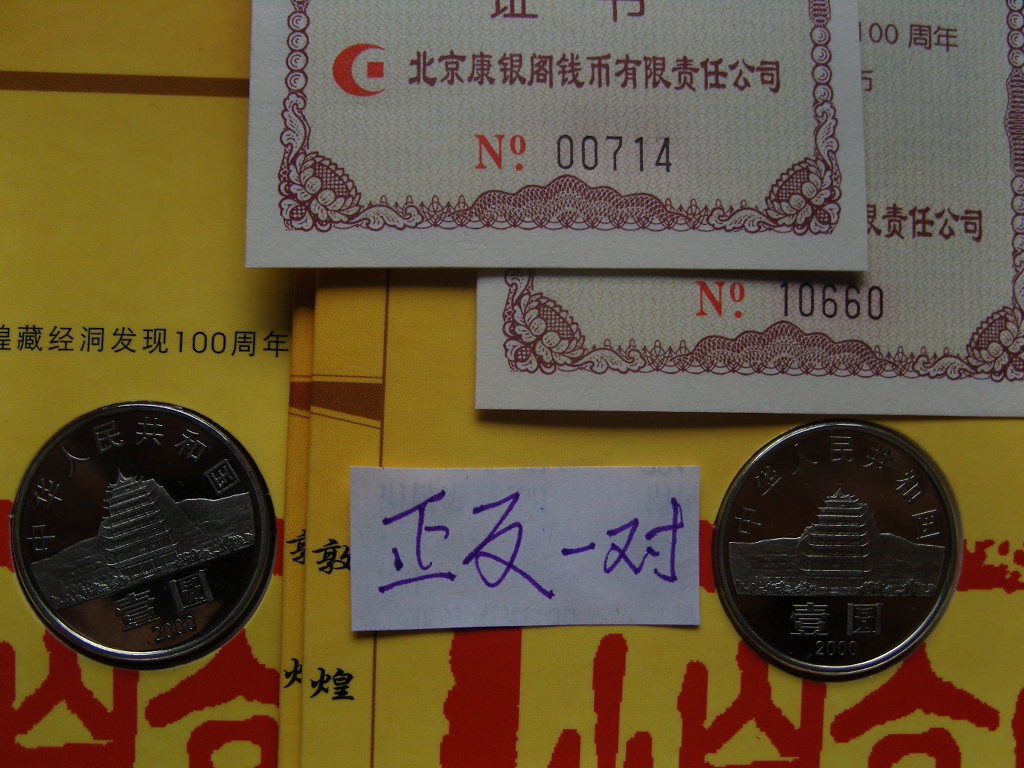 证书
北京康银阁钱币有限责任公司
Nº 00714
100周年
币
限责任公司
Nº 10660
煌藏经洞发现100周年
中华人民共和国
壹圆
2000
正反一对
敦
敦
煌
中华人民共和国
壹圆
2000